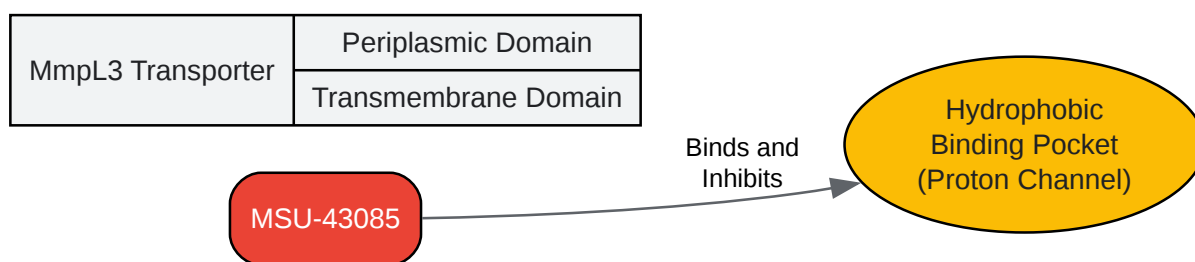 MmpL3 Transporter
Periplasmic Domain
Transmembrane Domain
Hydrophobic
Binding Pocket
(Proton Channel)
Binds and
Inhibits
MSU-43085